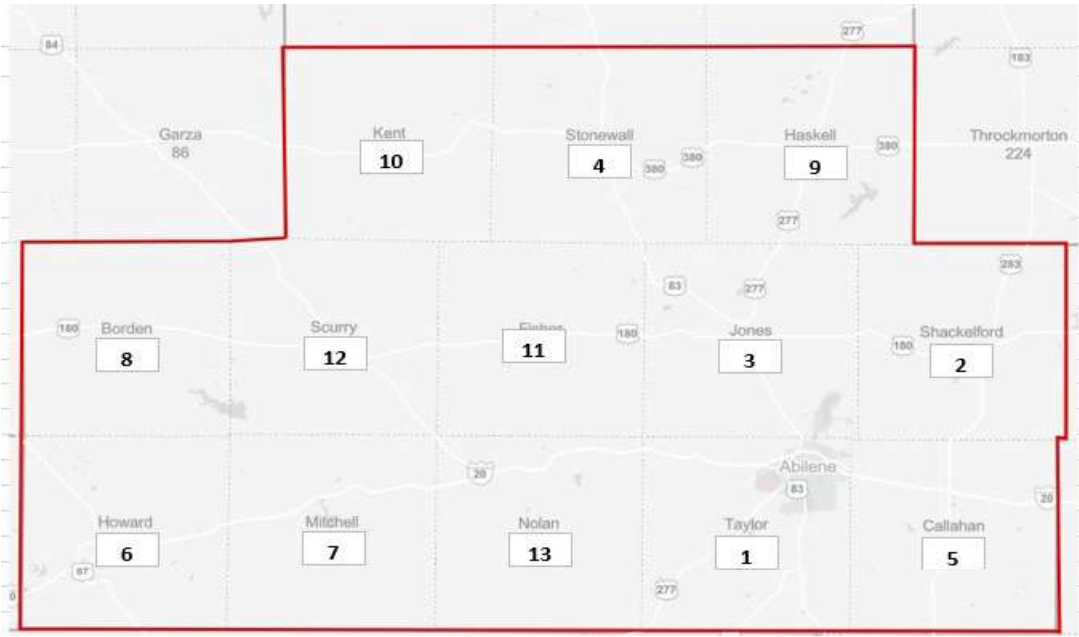 277
84
183
Garza
86
Kent
10
Stonewall
4
380
380
Haskell
9
380
Throckmorton
224
277
283
83
277
180
Borden
8
Scurry
12
Fisher
11
180
Jones
3
180
Shackelford
2
Abilene
83
20
20
Howard
6
87
Mitchell
7
Nolan
13
Taylor
1
277
Callahan
5